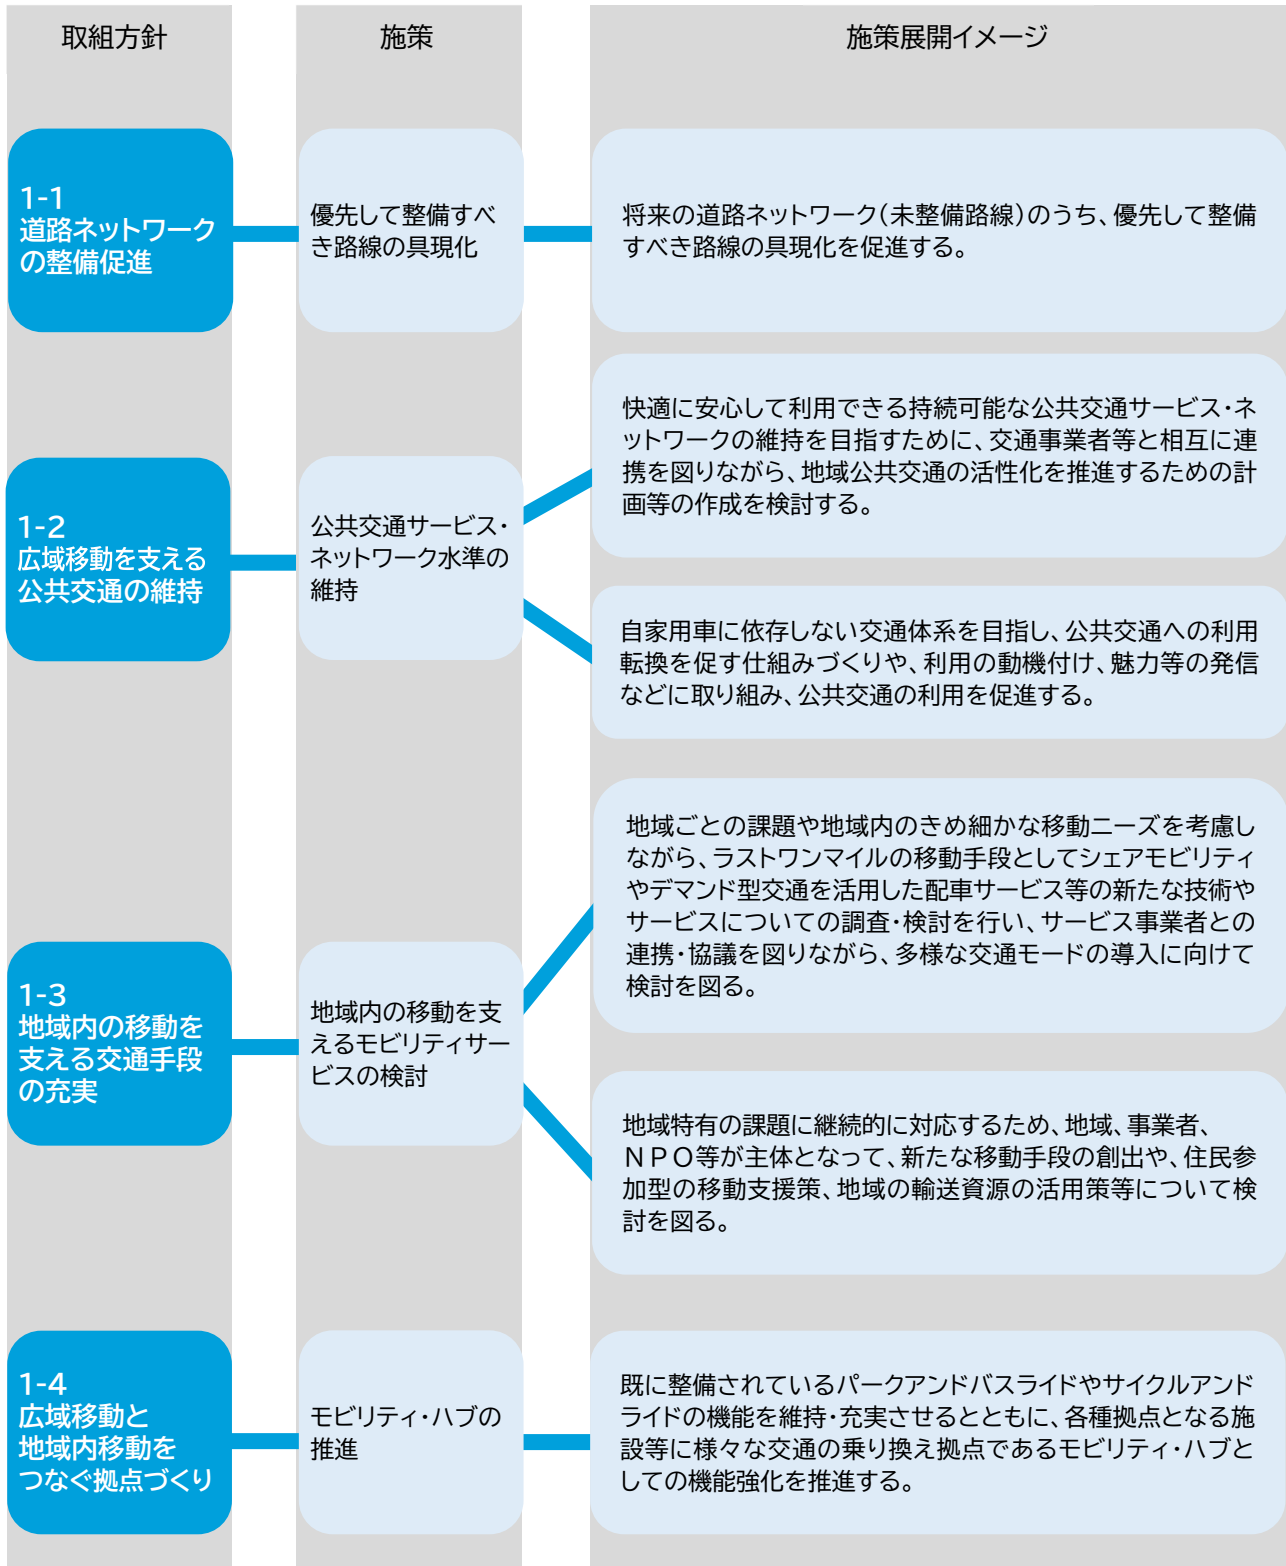 取組方針
施策
施策展開イメージ
1-1
道路ネットワーク
の整備促進
優先して整備すべ
き路線の具現化
将来の道路ネットワーク(未整備路線)のうち、優先して整備
すべき路線の具現化を促進する。
1-2
広域移動を支える
公共交通の維持
公共交通サービス・
ネットワーク水準の
維持
快適に安心して利用できる持続可能な公共交通サービス・ネ
ットワークの維持を目指すために、交通事業者等と相互に連
携を図りながら、地域公共交通の活性化を推進するための計
画等の作成を検討する。
自家用車に依存しない交通体系を目指し、公共交通への利用
転換を促す仕組みづくりや、利用の動機付け、魅力等の発信
などに取り組み、公共交通の利用を促進する。
1-3
地域内の移動を
支える交通手段
の充実
地域内の移動を支
えるモビリティサー
ビスの検討
地域ごとの課題や地域内のきめ細かな移動ニーズを考慮し
ながら、ラストワンマイルの移動手段としてシェアモビリティ
やデマンド型交通を活用した配車サービス等の新たな技術や
サービスについての調査・検討を行い、サービス事業者との
連携・協議を図りながら、多様な交通モードの導入に向けて
検討を図る。
地域特有の課題に継続的に対応するため、地域、事業者、
NPO等が主体となって、新たな移動手段の創出や、住民参
加型の移動支援策、地域の輸送資源の活用策等について検
討を図る。
1-4
広域移動と
地域内移動を
つなぐ拠点づくり
モビリティ・ハブの
推進
既に整備されているパークアンドバスライドやサイクルアンド
ライドの機能を維持・充実させるとともに、各種拠点となる施
設等に様々な交通の乗り換え拠点であるモビリティ・ハブと
しての機能強化を推進する。